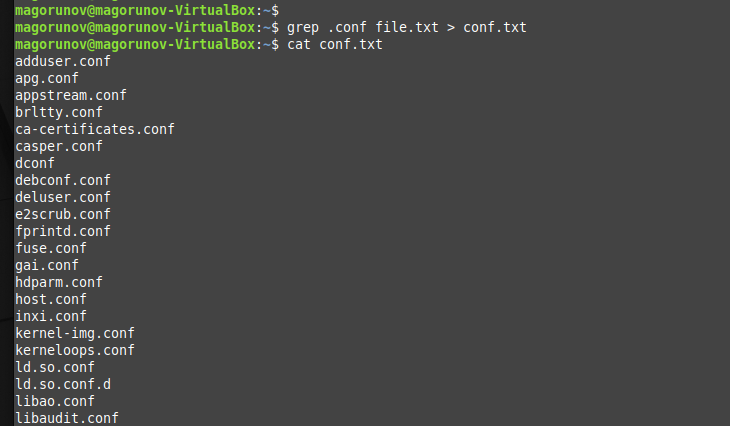 magorunov@magorunov-VirtualBox:~$
magorunov@magorunov-VirtualBox:~$ grep .conf file.txt > conf.txt
magorunov@magorunov-VirtualBox:~$ cat conf.txt
adduser.conf
apg.conf
appstream.conf
brltty.conf
ca-certificates.conf
casper.conf
dconf
debconf.conf
deluser.conf
e2scrub.conf
fprintd.conf
fuse.conf
gai.conf
hdparm.conf
host.conf
inxi.conf
kernel-img.conf
kerneloops.conf
ld.so.conf
ld.so.conf.d
libao.conf
libaudit.conf